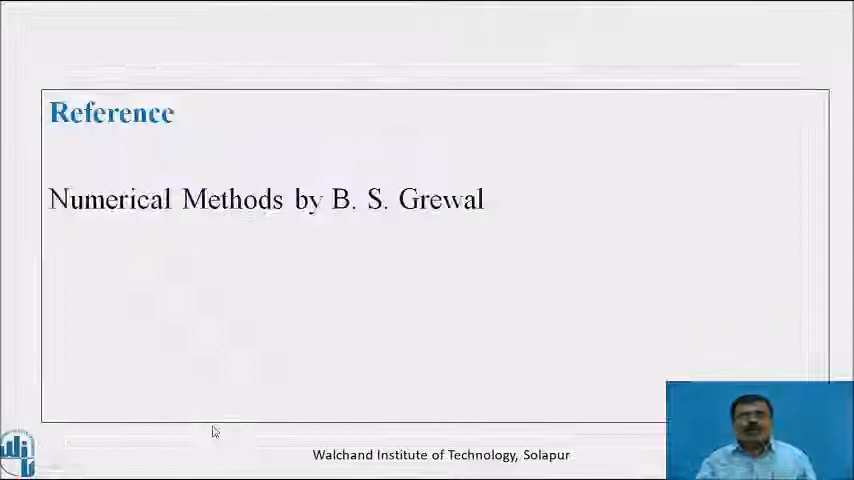 Reference
Numerical Methods by B. S. Grewal
Walchand Institute of Technology, Solapur